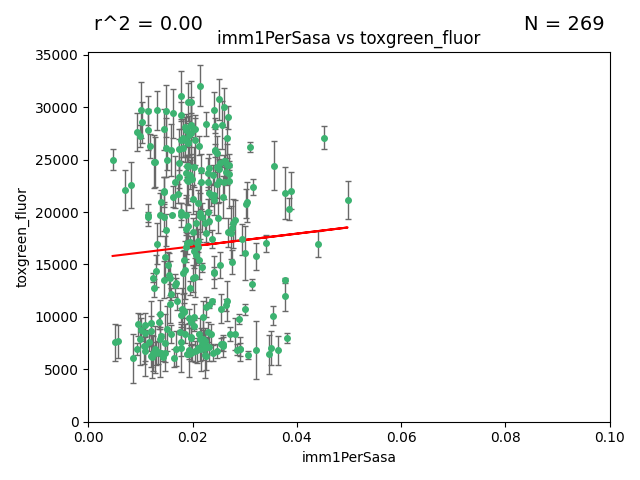 r^2 = 0.00
N = 269
imm1PerSasa vs toxgreen_fluor
35000
30000
25000
20000
15000
10000
5000
0
toxgreen_fluor
0.00
0.02
0.04
0.06
0.08
0.10
imm1PerSasa